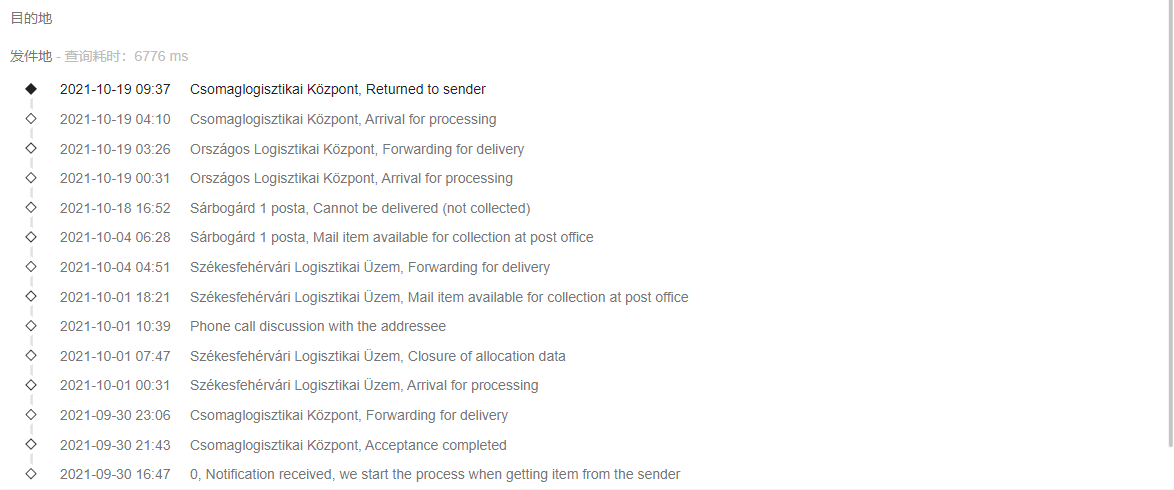 目的地
发件地 - 查询耗时：6776 ms
2021-10-19 09:37 Csomaglogisztikai Központ, Returned to sender
2021-10-19 04:10 Csomaglogisztikai Központ, Arrival for processing
2021-10-19 03:26 Országos Logisztikai Központ, Forwarding for delivery
2021-10-19 00:31 Országos Logisztikai Központ, Arrival for processing
2021-10-18 16:52 Sárbogárd 1 posta, Cannot be delivered (not collected)
2021-10-04 06:28 Sárbogárd 1 posta, Mail item available for collection at post office
2021-10-04 04:51 Székesfehérvári Logisztikai Üzem, Forwarding for delivery
2021-10-01 18:21 Székesfehérvári Logisztikai Üzem, Mail item available for collection at post office
2021-10-01 10:39 Phone call discussion with the addressee
2021-10-01 07:47 Székesfehérvári Logisztikai Üzem, Closure of allocation data
2021-10-01 00:31 Székesfehérvári Logisztikai Üzem, Arrival for processing
2021-09-30 23:06 Csomaglogisztikai Központ, Forwarding for delivery
2021-09-30 21:43 Csomaglogisztikai Központ, Acceptance completed
2021-09-30 16:47 0, Notification received, we start the process when getting item from the sender